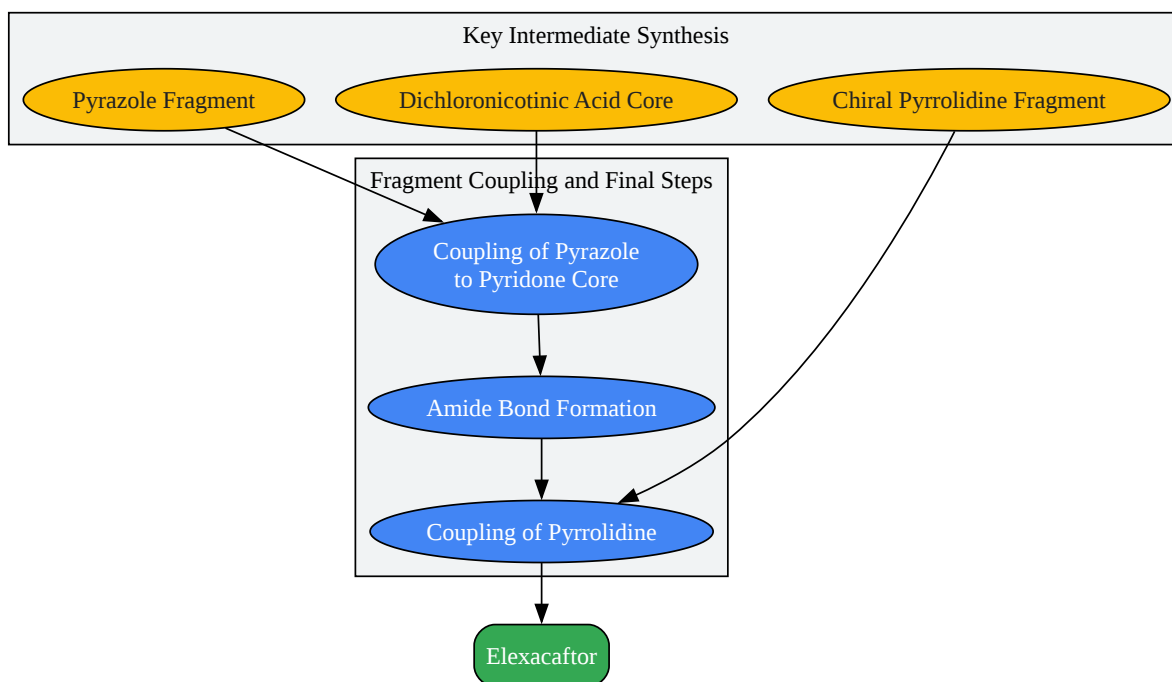 Key Intermediate Synthesis
Pyrazole Fragment
Dichloronicotinic Acid Core
Chiral Pyrrolidine Fragment
Fragment Coupling and Final Steps
Coupling of Pyrazole
to Pyridone Core
Amide Bond Formation
Coupling of Pyrrolidine
Elexacaftor